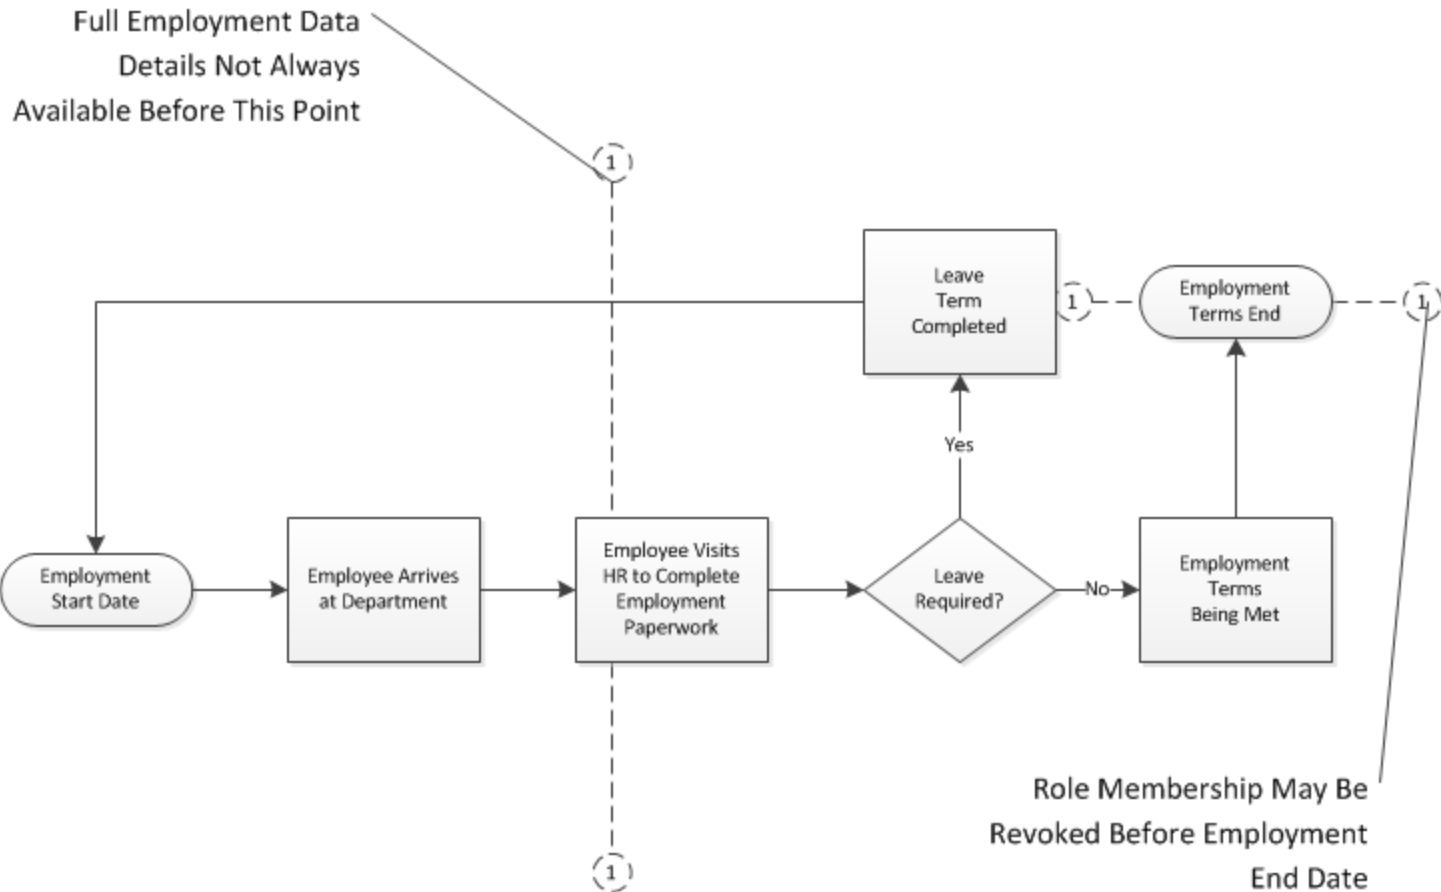 Full Employment Data
Details Not Always
Available Before This Point
1
Leave
Term
Completed
1
Employment
Terms End
1
Yes
Employment
Start Date
Employee Arrives
at Department
Employee Visits
HR to Complete
Employment
Paperwork
Leave
Required?
No
Employment
Terms
Being Met
Role Membership May Be
Revoked Before Employment
End Date
1